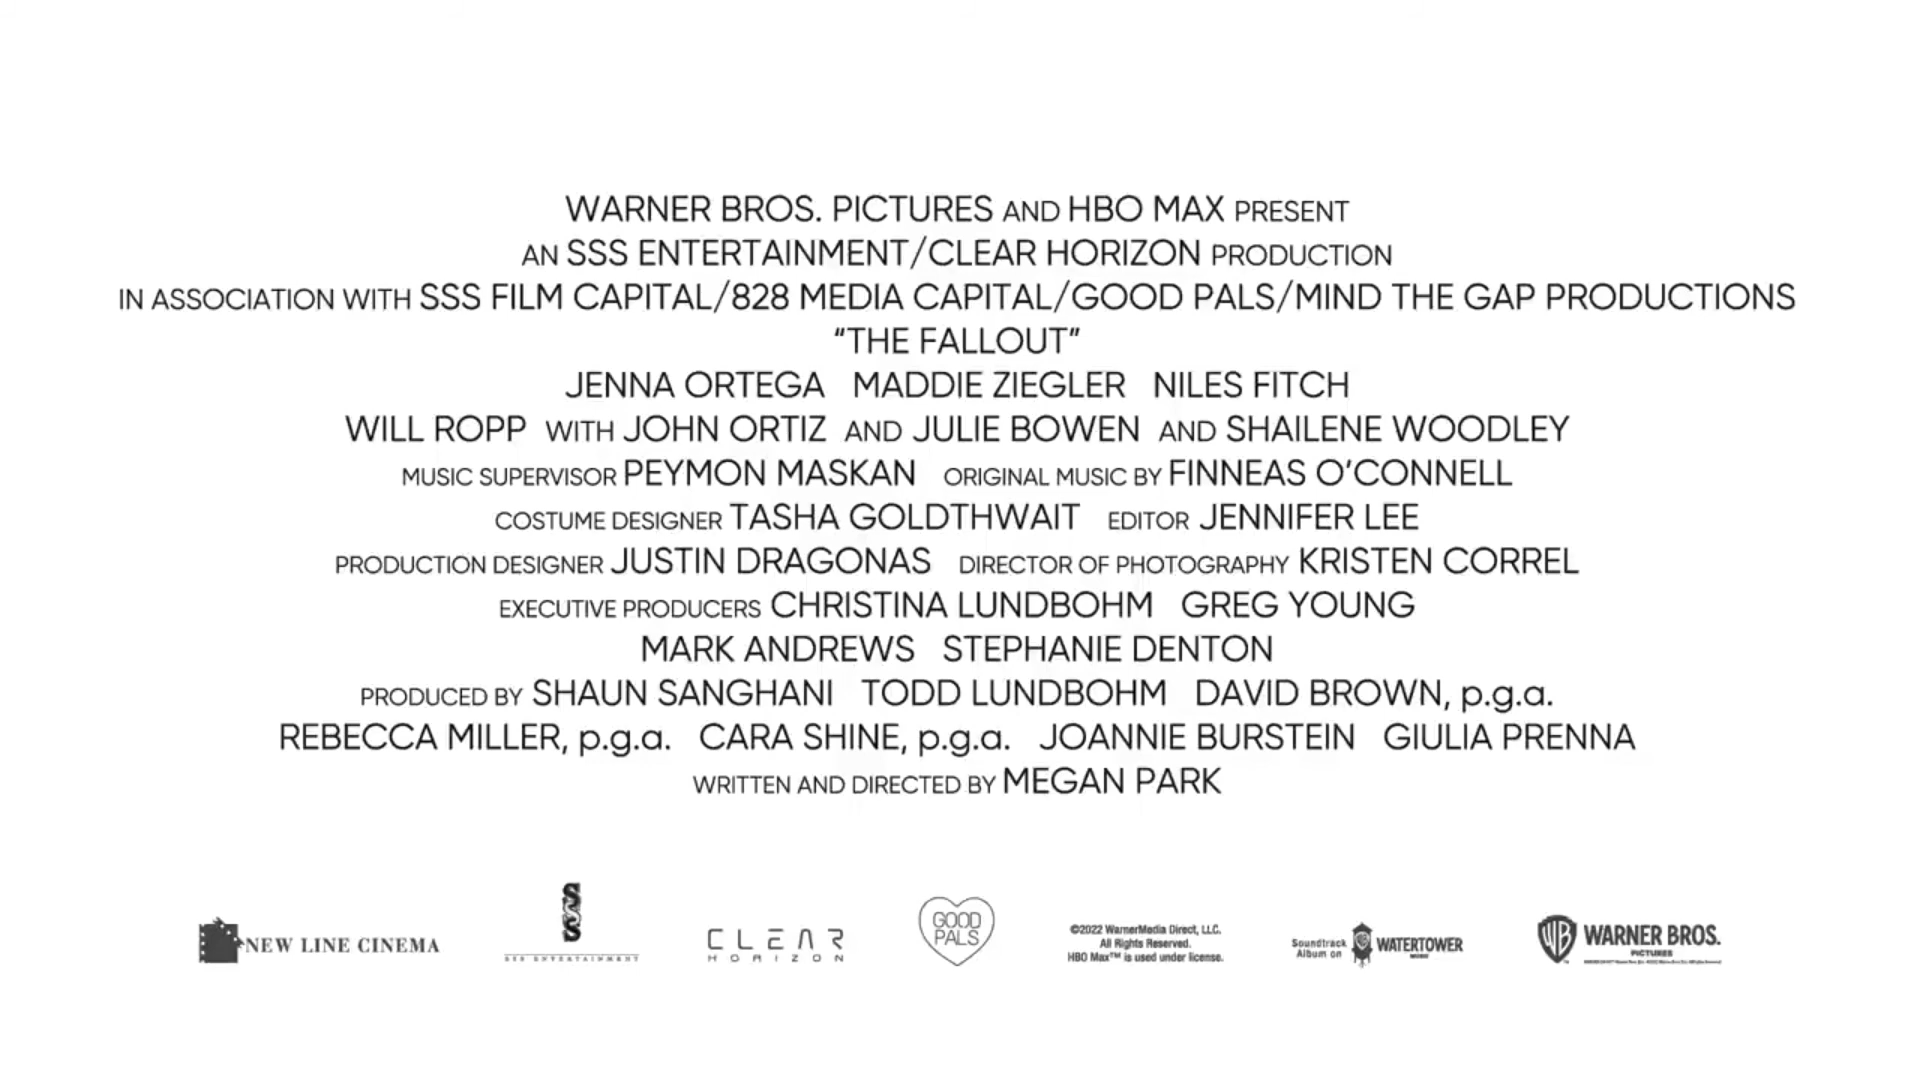 WARNER BROS. PICTURES AND HBO MAX PRESENT
AN SSS ENTERTAINMENT/CLEAR HORIZON PRODUCTION
IN ASSOCIATION WITH SSS FILM CAPITAL/828 MEDIA CAPITAL/GOOD PALS/MIND THE GAP PRODUCTIONS
“THE FALLOUT”
JENNA ORTEGA MADDIE ZIEGLER NILES FITCH
WILL ROPP WITH JOHN ORTIZ AND JULIE BOWEN AND SHAILENE WOODLEY
MUSIC SUPERVISOR PEYMON MASKAN ORIGINAL MUSIC BY FINNEAS O’CONNELL
COSTUME DESIGNER TASHA GOLDTHWAIT EDITOR JENNIFER LEE
PRODUCTION DESIGNER JUSTIN DRAGONAS DIRECTOR OF PHOTOGRAPHY KRISTEN CORREL
EXECUTIVE PRODUCERS CHRISTINA LUNDBOHM GREG YOUNG
MARK ANDREWS STEPHANIE DENTON
PRODUCED BY SHAUN SANGHANI TODD LUNDBOHM DAVID BROWN, p.g.a.
REBECCA MILLER, p.g.a. CARA SHINE, p.g.a. JOANNIE BURSTEIN GIULIA PRENNA
WRITTEN AND DIRECTED BY MEGAN PARK
NEW LINE CINEMA
SSS
SSS ENTERTAINMENT
CLEAR
HORIZON
GOOD
PALS
©2022 WarnerMedia Direct, LLC.
All Rights Reserved.
HBO Max™ is used under license.
Soundtrack
Album on
WATERTOWER
MUSIC
WB
WARNER BROS.
PICTURES